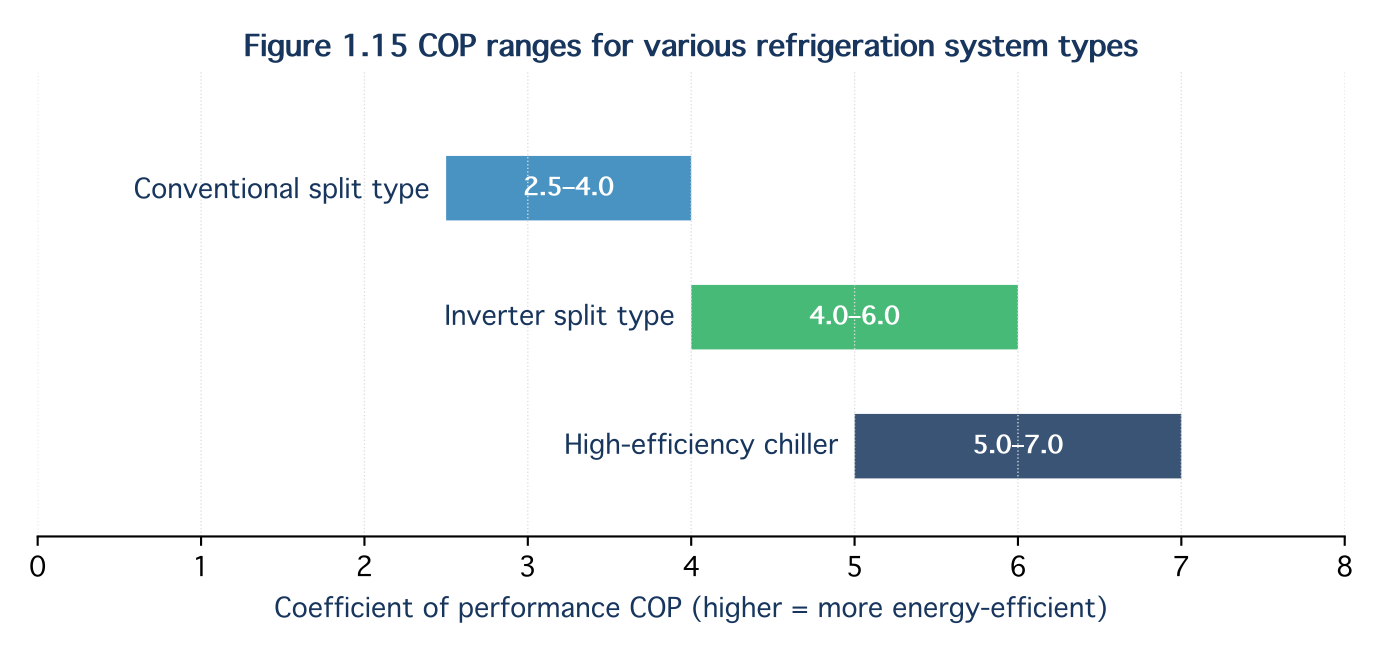 Figure 1.15 COP ranges for various refrigeration system types
Conventional split type
2.5–4.0
Inverter split type
4.0–6.0
High-efficiency chiller
5.0–7.0
0 1 2 3 4 5 6 7 8
Coefficient of performance COP (higher = more energy-efficient)